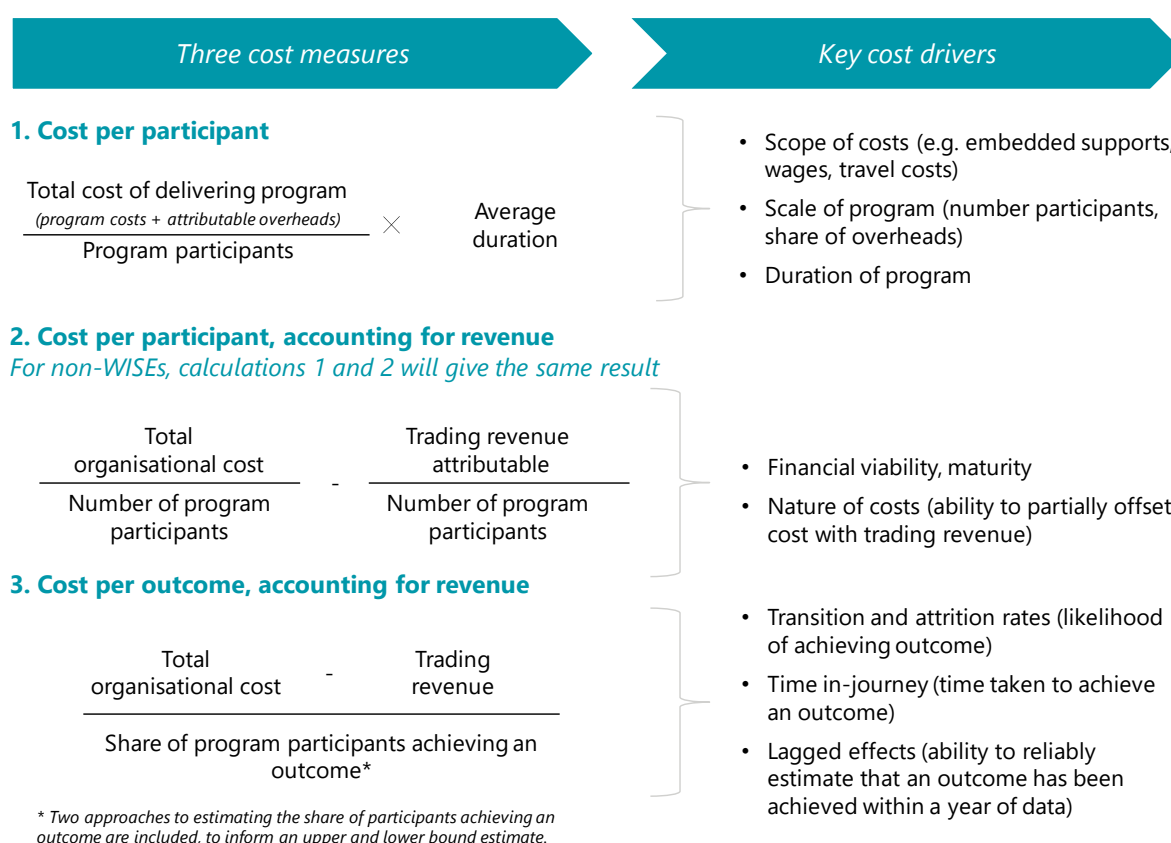 Three cost measures
Key cost drivers
1. Cost per participant
Total cost of delivering program
(program costs + attributable overheads)
Program participants
×
Average
duration
• Scope of costs (e.g. embedded supports,
wages, travel costs)
• Scale of program (number participants,
share of overheads)
• Duration of program
2. Cost per participant, accounting for revenue
For non-WISEs, calculations 1 and 2 will give the same result
Total
organisational cost
Number of program
participants
-
Trading revenue
attributable
Number of program
participants
• Financial viability, maturity
• Nature of costs (ability to partially offset
cost with trading revenue)
3. Cost per outcome, accounting for revenue
Total
organisational cost
-
Trading
revenue
Share of program participants achieving an
outcome*
* Two approaches to estimating the share of participants achieving an
outcome are included, to inform an upper and lower bound estimate.
• Transition and attrition rates (likelihood
of achieving outcome)
• Time in-journey (time taken to achieve
an outcome)
• Lagged effects (ability to reliably
estimate that an outcome has been
achieved within a year of data)